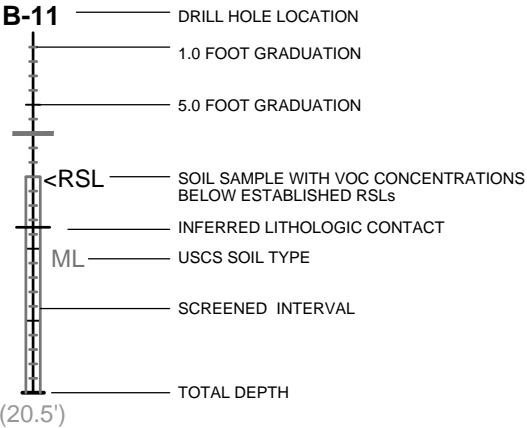 B-11
DRILL HOLE LOCATION
1.0 FOOT GRADUATION
5.0 FOOT GRADUATION
<RSL
SOIL SAMPLE WITH VOC CONCENTRATIONS
BELOW ESTABLISHED RSLs
INFERRED LITHOLOGIC CONTACT
ML
USCS SOIL TYPE
SCREENED INTERVAL
TOTAL DEPTH
(20.5')